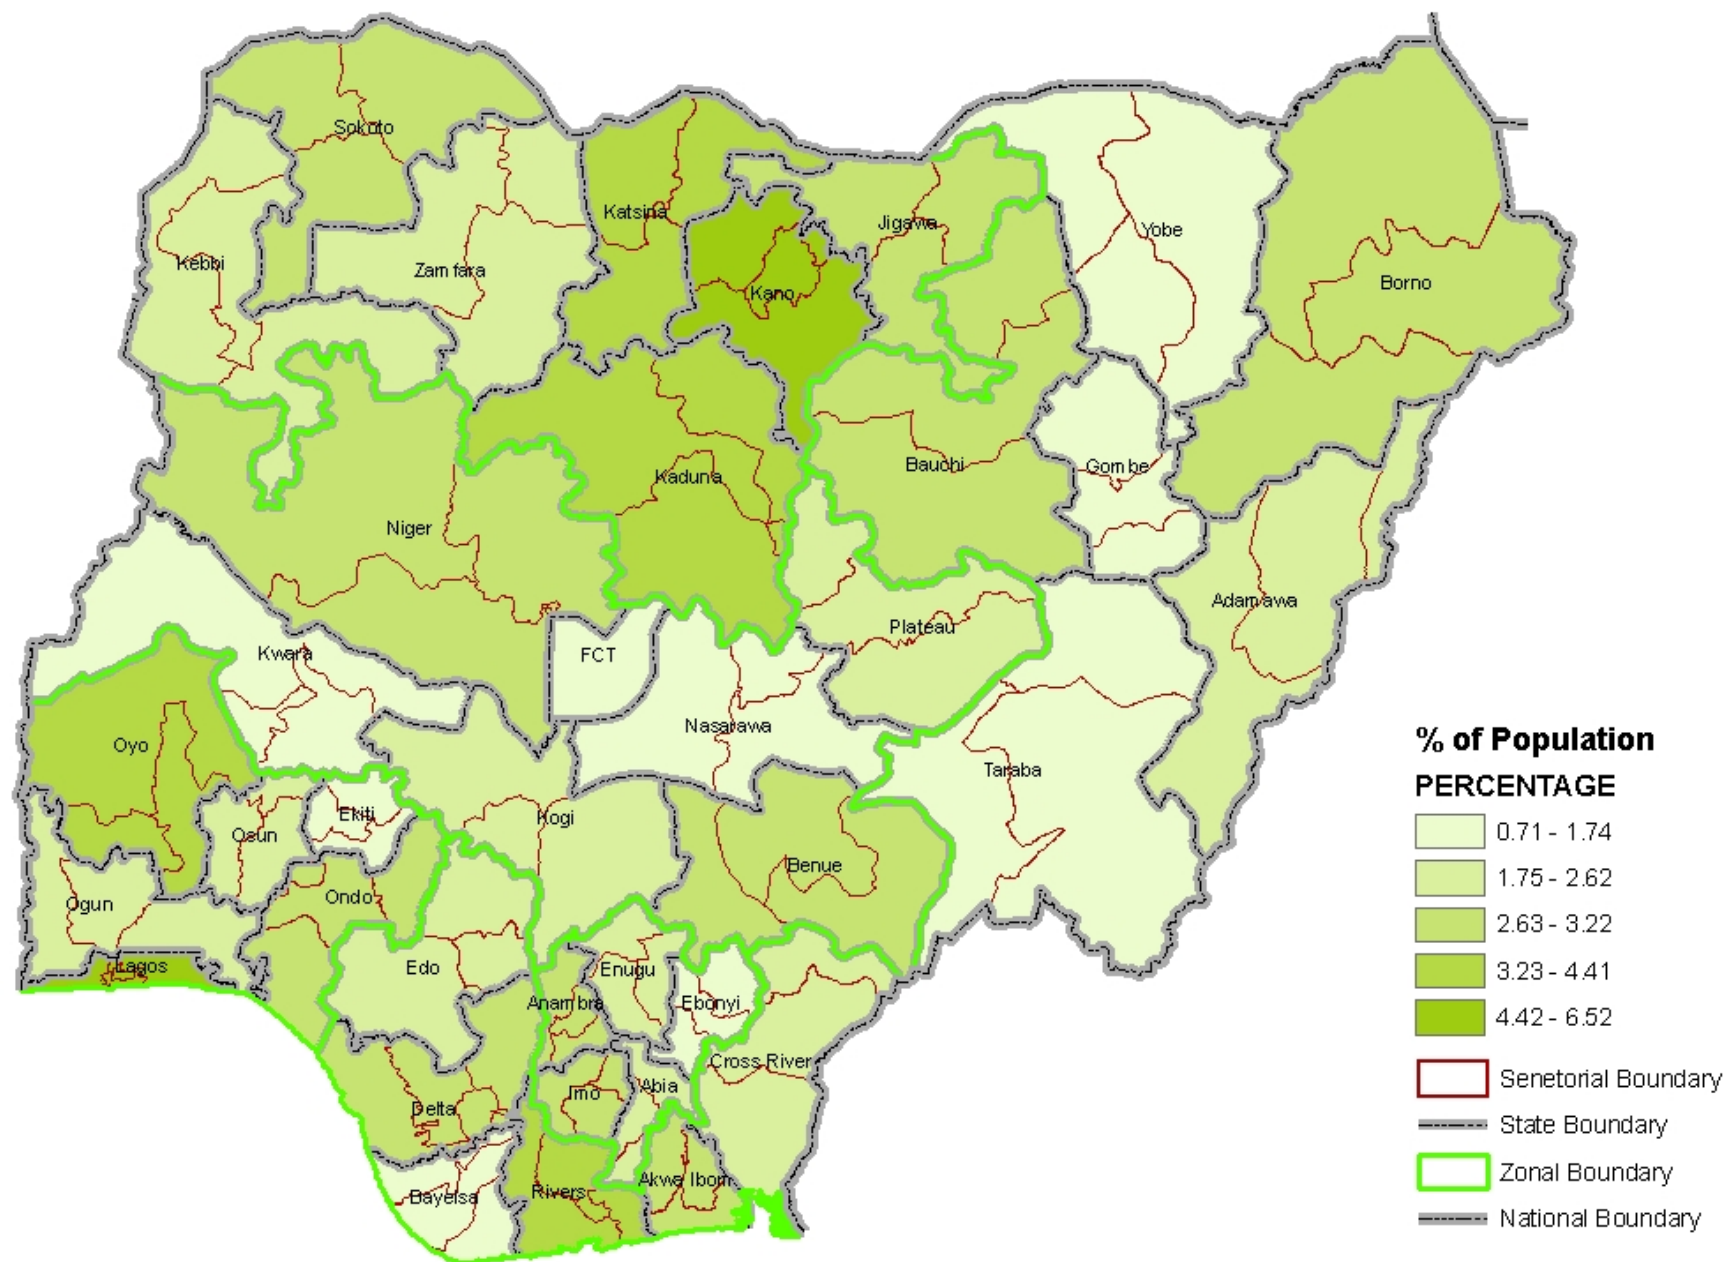 Sokoto
Katsina
Jigawa
Yobe
Kebbi
Zamfara
Kano
Borno
Kaduna
Bauchi
Gombe
Niger
Adamawa
Plateau
Kwara
FCT
Nasarawa
Oyo
Taraba
Ekiti
Osun
Kogi
Benue
Ogun
Ondo
Lagos
Edo
Enugu
Anambra
Ebonyi
Cross River
Abia
Imo
Delta
Akwa Ibom
Rivers
Bayelsa
% of Population
PERCENTAGE
0.71 - 1.74
1.75 - 2.62
2.63 - 3.22
3.23 - 4.41
4.42 - 6.52
Senetorial Boundary
State Boundary
Zonal Boundary
National Boundary